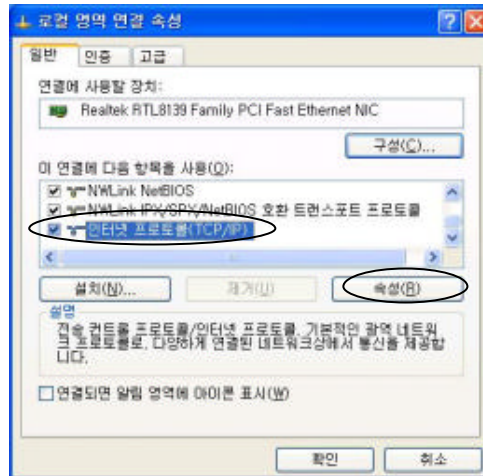 로컬 영역 연결 속성
일반 인증 고급
연결에 사용할 장치:
Realtek RTL8139 Family PCI Fast Ethernet NIC
구성(C)...
이 연결에 다음 항목을 사용(O):
NWLink NetBIOS
NWLink IPX/SPX/NetBIOS 호환 트랜스포트 프로토콜
인터넷 프로토콜(TCP/IP)
설치(N)... 제거(U) 속성(R)
설명
전송 컨트롤 프로토콜/인터넷 프로토콜. 기본적인 광역 네트워
크 프로토콜로, 다양하게 연결된 네트워크상에서 통신을 제공합
니다.
연결되면 알림 영역에 아이콘 표시(W)
확인 취소